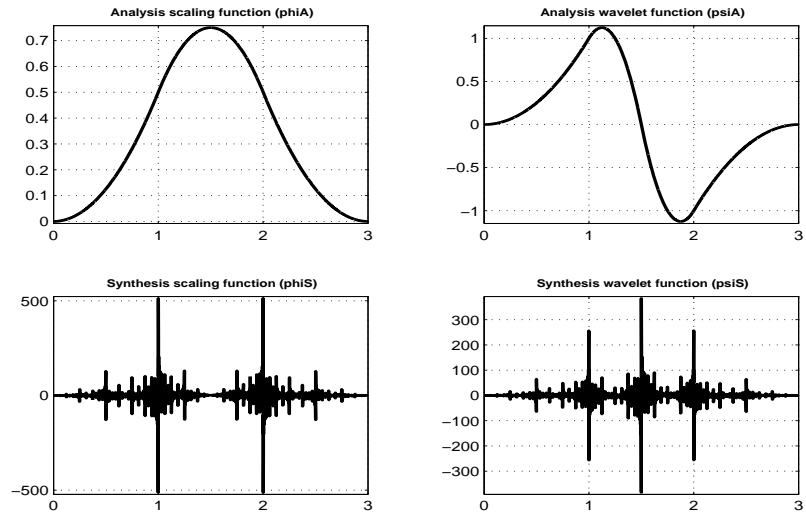 Analysis scaling function (phiA)
0.7
0.6
0.5
0.4
0.3
0.2
0.1
0
0 1 2 3
Analysis wavelet function (psiA)
1
0.5
0
−0.5
−1
0 1 2 3
Synthesis scaling function (phiS)
500
0
−500
0 1 2 3
Synthesis wavelet function (psiS)
300
200
100
0
−100
−200
−300
0 1 2 3